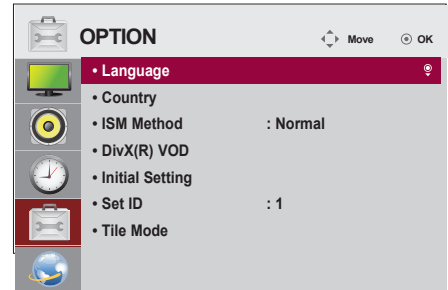 OPTION
Move
OK
• Language
• Country
• ISM Method : Normal
• DivX(R) VOD
• Initial Setting
• Set ID : 1
• Tile Mode